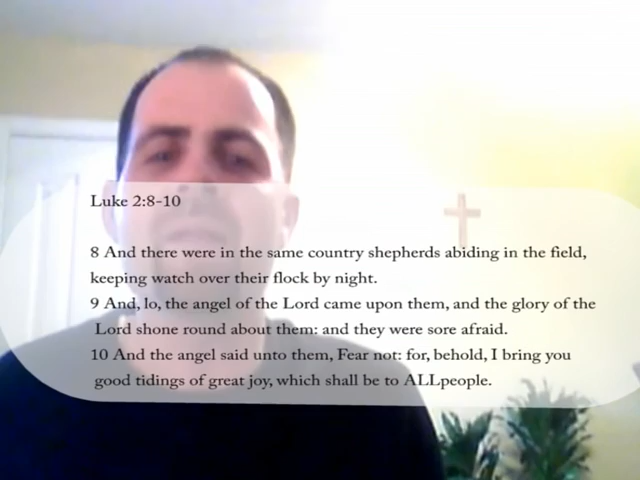 Luke 2:8-10
8 And there were in the same country shepherds abiding in the field,
keeping watch over their flock by night.
9 And, lo, the angel of the Lord came upon them, and the glory of the
Lord shone round about them: and they were sore afraid.
10 And the angel said unto them, Fear not: for, behold, I bring you
good tidings of great joy, which shall be to ALLpeople.